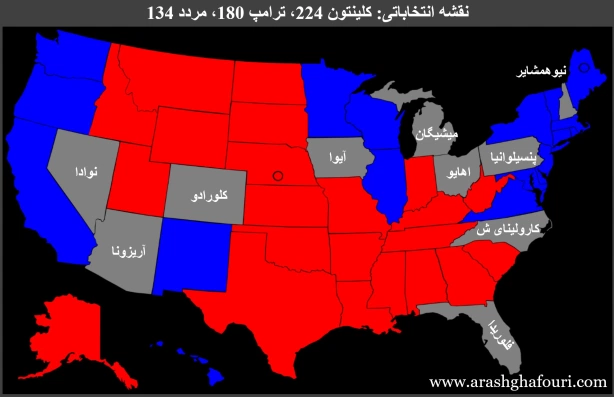 نقشه انتخاباتی: کلینتون 224، ترامپ 180، مردد 134
نیوهمشایر
میشیگان
پنسیلوانیا
آیوا
اهایو
نوادا
کلورادو
کارولینای ش
آریزونا
فلوریدا
www.arashghafouri.com